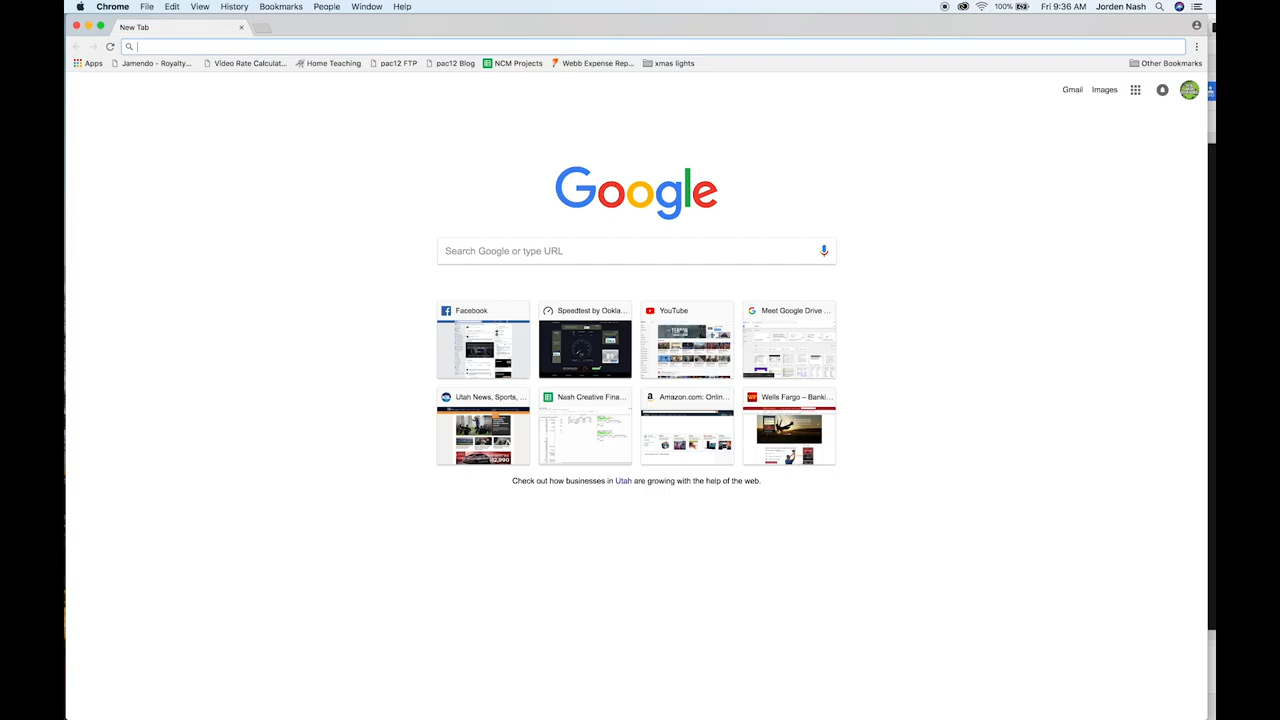 Chrome File Edit View History Bookmarks People Window Help 100% Fri 9:36 AM Jorden Nash
New Tab
Apps Jamendo - Royalty... Video Rate Calculat... Home Teaching pac12 FTP pac12 Blog NCM Projects Webb Expense Rep... xmas lights Other Bookmarks
Gmail Images
Google
Search Google or type URL
Facebook Speedtest by Ookla... YouTube Meet Google Drive ...
Utah News, Sports, ... Nash Creative Fina... Amazon.com: Onlin... Wells Fargo – Banki...
Check out how businesses in Utah are growing with the help of the web.